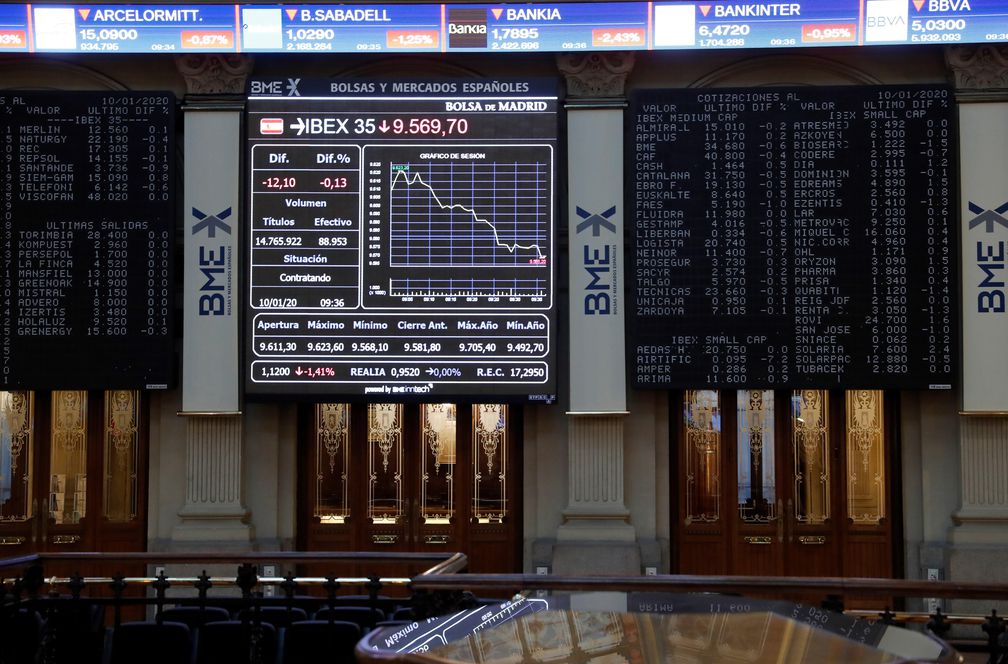 ARCELORMITT. B.SABADELL BANKIA BANKINTER BBVA
15,0900 1,0290 Bankia 1,7895 6,4720 BBVA 5,0300
-0,87% -1,25% -2,43% -0,95%
934.795 09:34 2.168.264 09:35 2.422.698 09:36 1.704.288 09:34 5.932.093
10/01/2020
VALOR ULTIMO DIF %
----IBEX 35----
MERLIN 12.560 0.1
NATURGY 22.190 -0.4
REC 17.305 0.1
REPSOL 14.155 -0.1
SANTANDE 3.730 -0.9
SIEM-GAM 15.090 0.8
TELEFONI 6.142 -0.6
VISCOFAN 48.020 0.0
ULTIMAS SALIDAS
TORIMBIA 28.400 0.0
KOMPUEST 2.960 0.0
PERSEPOL 1.700 0.0
LA FINCA 4.520 0.0
MANSFIEL 13.000 0.0
GREENOAK 14.900 0.0
MISTRAL 1.150 0.0
ADVERO 8.000 0.0
IZERTIS 3.480 0.0
HOLALUZ 9.520 0.1
GRENERGY 15.600 -0.3
BME X
BOLSAS Y MERCADOS ESPAÑOLES
BME X BOLSAS Y MERCADOS ESPAÑOLES
BOLSA DE MADRID
IBEX 35 9.569,70
Dif. Dif.%
-12,10 -0,13
Volumen
Títulos Efectivo
14.765.922 88.953
Situación
Contratando
10/01/20 09:36
GRÁFICO DE SESIÓN
Apertura Máximo Mínimo Cierre Ant. Máx.Año Mín.Año
9.611,30 9.623,60 9.568,10 9.581,80 9.705,40 9.492,70
1,1200 -1,41% REALIA 0,9520 0,00% R.E.C. 17,2950
powered by BME inntech
BME X
BOLSAS Y MERCADOS ESPAÑOLES
COTIZACIONES AL 10/01/2020
VALOR ULTIMO DIF % VALOR ULTIMO DIF %
IBEX MEDIUM CAP IBEX SMALL CAP
ALMIRALL 15.010 -0.2 ATRESMED 3.492 0.0
APPLUS 11.170 0.2 AZKOYEN 6.500 0.0
BME 34.680 -0.6 BIOSEARC 1.222 -1.5
CAF 40.800 -0.4 CODERE 2.995 -0.7
CASH 1.464 0.5 DIA 0.111 1.2
CATALANA 31.750 -0.5 DOMINION 3.595 -0.1
EBRO F. 19.130 -0.5 EDREAMS 4.890 1.5
EUSKALTE 8.640 0.5 ERCROS 2.560 0.8
FAES 5.190 -1.0 EZENTIS 0.410 -1.3
FLUIDRA 11.980 0.0 LAR 7.030 0.6
GESTAMP 4.016 -0.5 METROVAC 9.250 0.1
LIBERBAN 0.334 -0.6 MIQUEL 16.060 0.4
LOGISTA 20.740 0.5 NIC.CORR 4.960 0.4
NEINOR 11.400 -0.7 OHL 1.171 0.9
PROSEGUR 3.730 0.3 ORYZON 3.090 1.5
SACYR 2.574 0.2 PHARMA 3.860 0.3
TALGO 5.970 -0.5 PRISA 1.340 0.4
TECNICAS 23.660 -0.3 QUABITI 1.120 -1
UNICAJA 0.950 0.1 REIG JOF 2.560 0.0
ZARDOYA 7.105 -0.1 RENTA 3.050 -1.3
ROVI 24.700 1.6
SAN JOSE 6.000 -1.0
IBEX SMALL CAP SNIACE 0.062 0.2
AEDAS H 20.750 0.0 SOLARIA 7.600 2.4
AIRTIFIC 0.095 -7.2 SOLARPAC 12.880 -0.5
AMPER 0.286 0.2 TUBACEX 2.820 0.0
ARIMA 11.600 -0.9
BME X